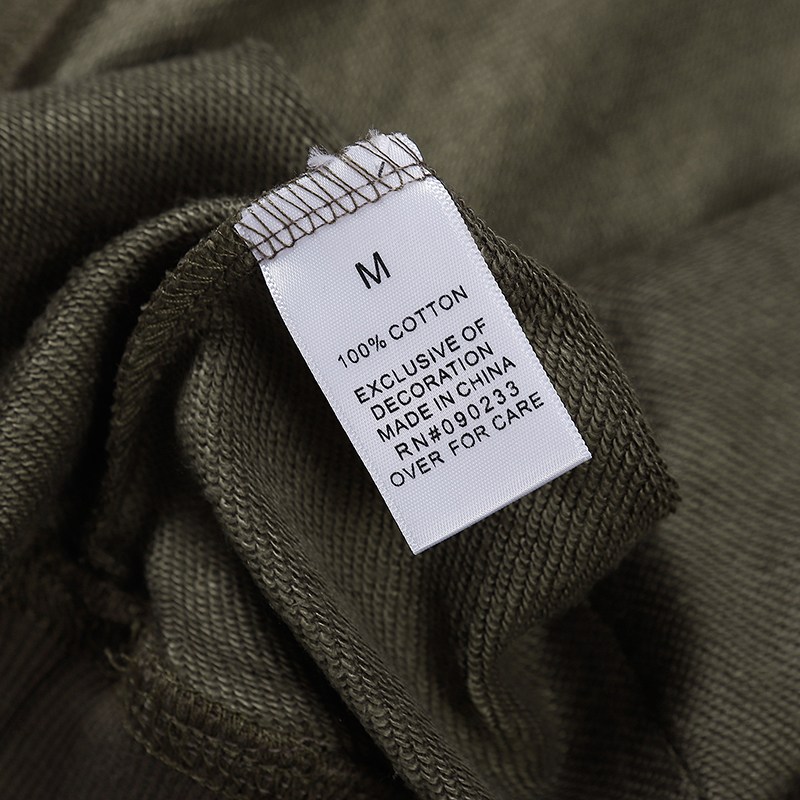 M
100% COTTON
EXCLUSIVE OF
DECORATION
MADE IN CHINA
RN#090233
OVER FOR CARE